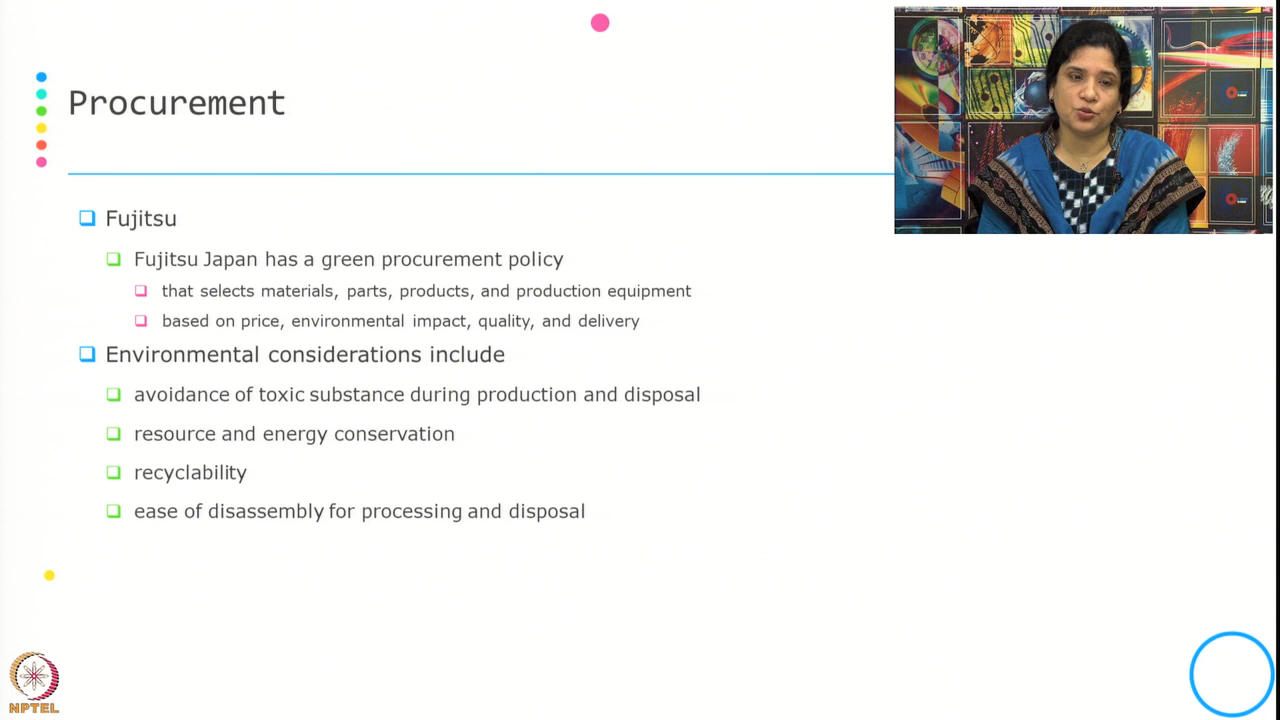 Procurement
Fujitsu
Fujitsu Japan has a green procurement policy
that selects materials, parts, products, and production equipment
based on price, environmental impact, quality, and delivery
Environmental considerations include
avoidance of toxic substance during production and disposal
resource and energy conservation
recyclability
ease of disassembly for processing and disposal
NPTEL